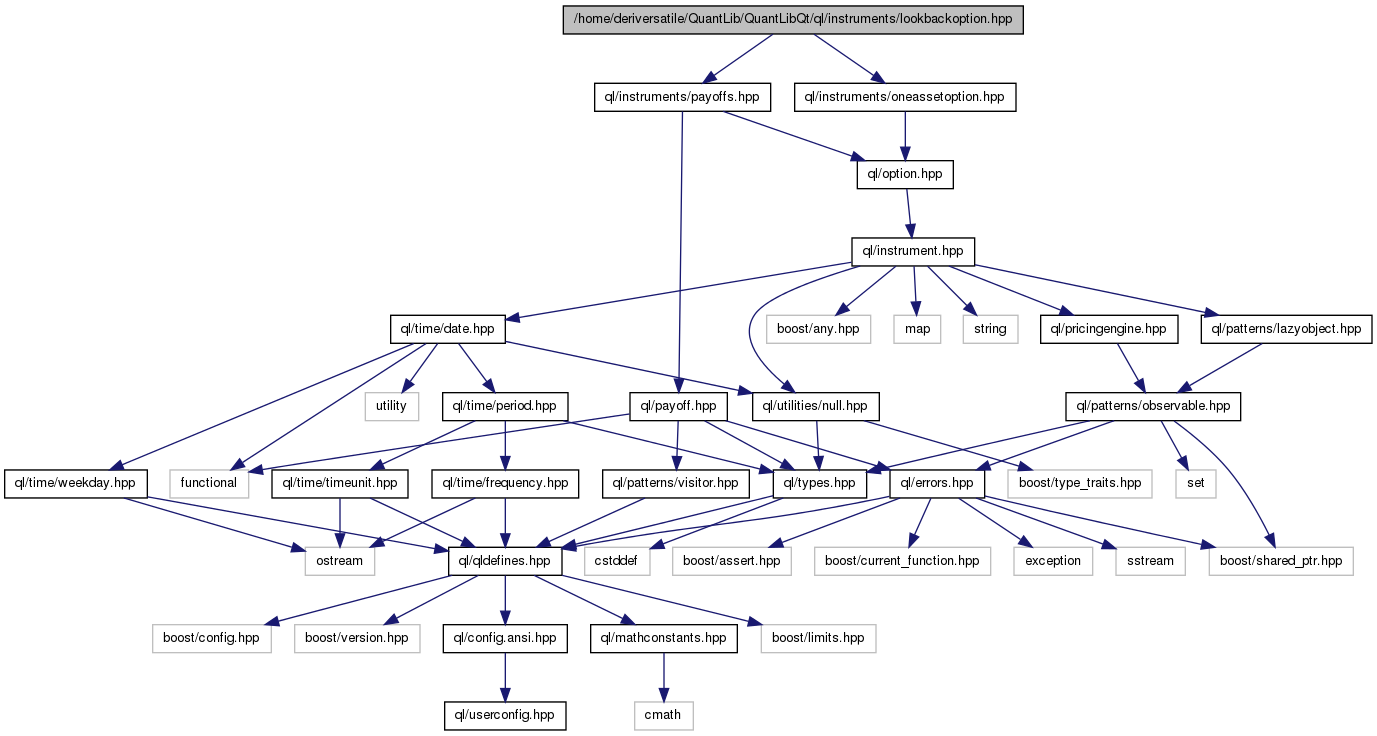 /home/deriversatile/QuantLib/QuantLibQt/ql/instruments/lookbackoption.hpp
ql/instruments/payoffs.hpp
ql/instruments/oneassetoption.hpp
ql/option.hpp
ql/instrument.hpp
ql/time/date.hpp
boost/any.hpp
map
string
ql/pricingengine.hpp
ql/patterns/lazyobject.hpp
utility
ql/time/period.hpp
ql/payoff.hpp
ql/utilities/null.hpp
ql/patterns/observable.hpp
ql/time/weekday.hpp
functional
ql/time/timeunit.hpp
ql/time/frequency.hpp
ql/patterns/visitor.hpp
ql/types.hpp
ql/errors.hpp
boost/type_traits.hpp
set
ostream
ql/qldefines.hpp
cstddef
boost/assert.hpp
boost/current_function.hpp
exception
sstream
boost/shared_ptr.hpp
boost/config.hpp
boost/version.hpp
ql/config.ansi.hpp
ql/mathconstants.hpp
boost/limits.hpp
ql/userconfig.hpp
cmath